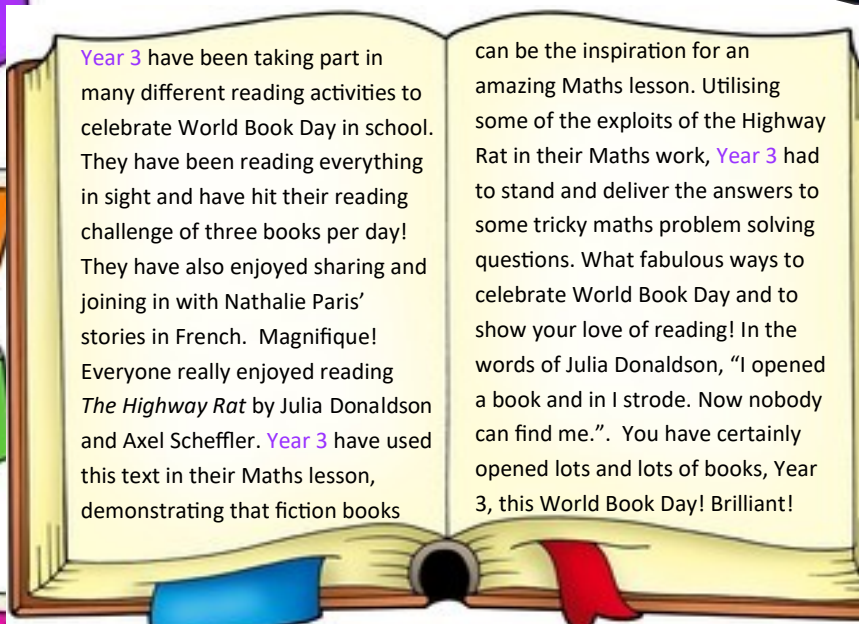 Year 3 have been taking part in
many different reading activities to
celebrate World Book Day in school.
They have been reading everything
in sight and have hit their reading
challenge of three books per day!
They have also enjoyed sharing and
joining in with Nathalie Paris’
stories in French.  Magnifique!
Everyone really enjoyed reading
The Highway Rat by Julia Donaldson
and Axel Scheffler. Year 3 have used
this text in their Maths lesson,
demonstrating that fiction books
can be the inspiration for an
amazing Maths lesson. Utilising
some of the exploits of the Highway
Rat in their Maths work, Year 3 had
to stand and deliver the answers to
some tricky maths problem solving
questions. What fabulous ways to
celebrate World Book Day and to
show your love of reading! In the
words of Julia Donaldson, “I opened
a book and in I strode. Now nobody
can find me.”.  You have certainly
opened lots and lots of books, Year
3, this World Book Day! Brilliant!